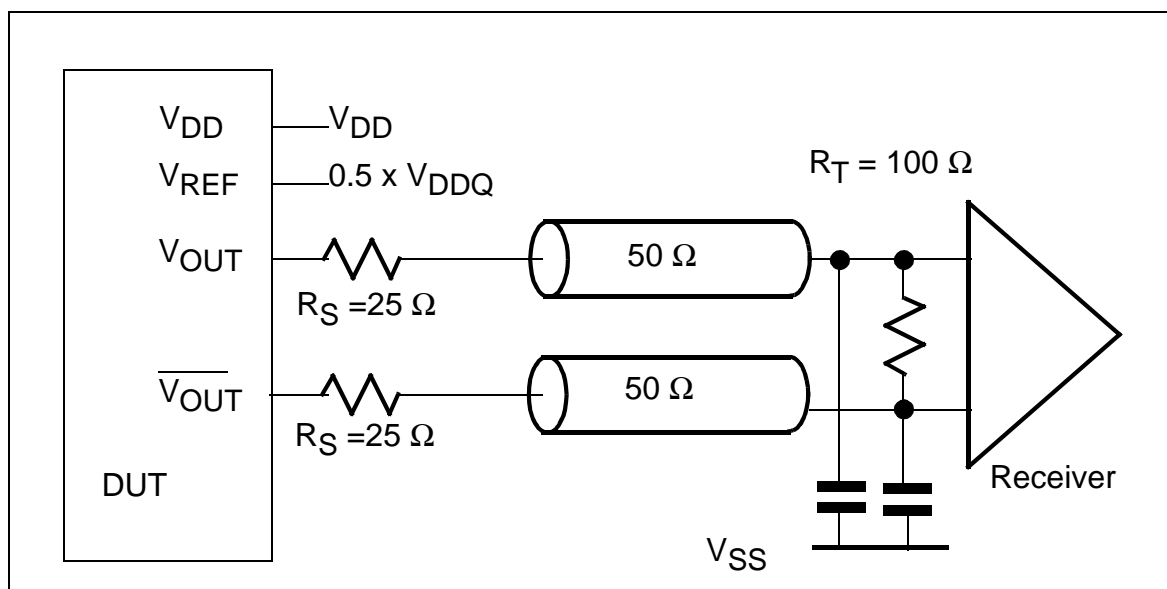 V_DD V_DD
V_REF 0.5 x V_DDQ
R_T = 100 Ω
V_OUT
50 Ω
R_S =25 Ω
V̅_O̅U̅T̅
50 Ω
R_S =25 Ω
DUT
Receiver
V_SS